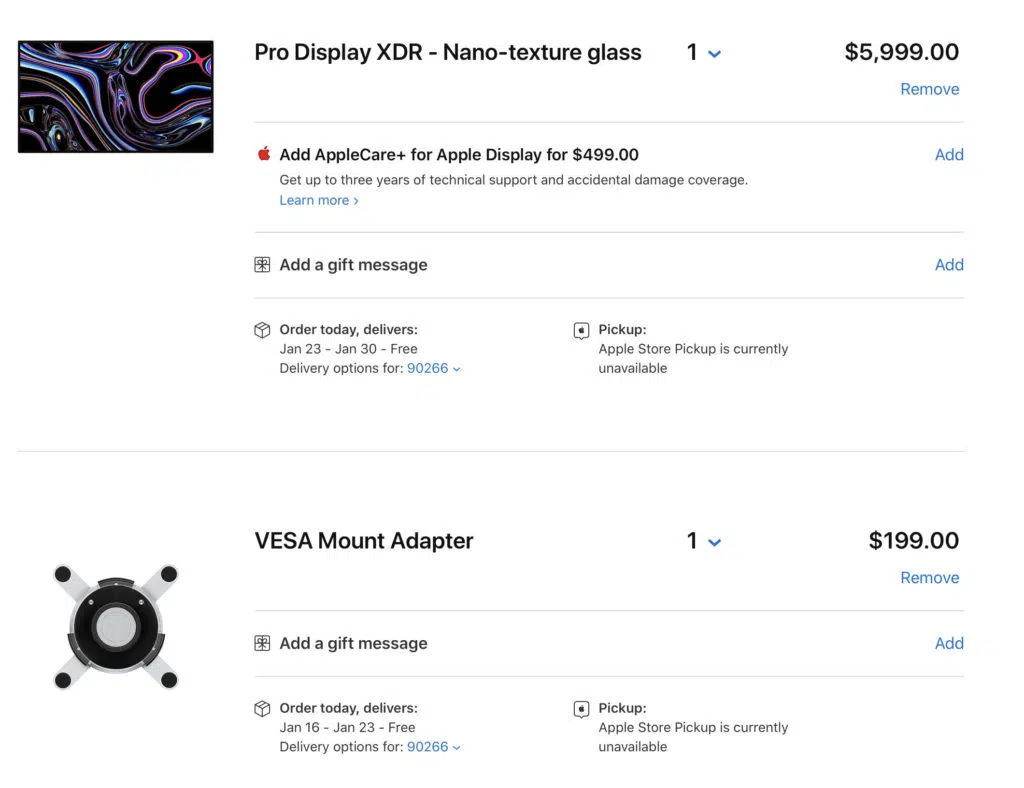 Pro Display XDR - Nano-texture glass 1 $5,999.00
Remove
Add AppleCare+ for Apple Display for $499.00 Add
Get up to three years of technical support and accidental damage coverage.
Learn more ›
Add a gift message Add
Order today, delivers:
Jan 23 - Jan 30 - Free
Delivery options for: 90266
Pickup:
Apple Store Pickup is currently
unavailable
VESA Mount Adapter 1 $199.00
Remove
Add a gift message Add
Order today, delivers:
Jan 16 - Jan 23 - Free
Delivery options for: 90266
Pickup:
Apple Store Pickup is currently
unavailable